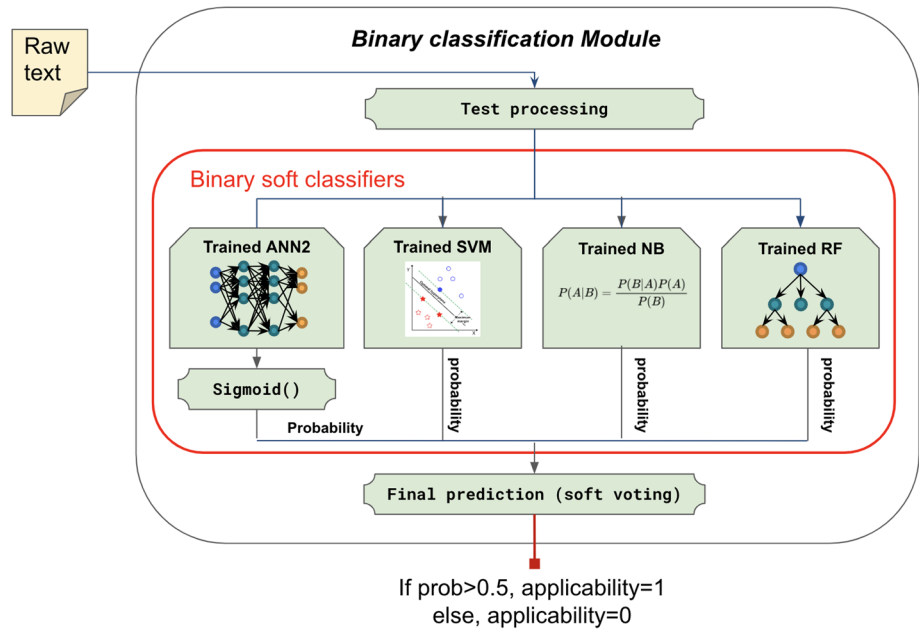 Binary classification Module
Raw
text
Test processing
Binary soft classifiers
Trained ANN2
Trained SVM
Trained NB
Trained RF
Y
X
P(A|B) = P(B|A)P(A) / P(B)
Sigmoid()
Probability
probability
probability
probability
Final prediction (soft voting)
If prob>0.5, applicability=1
else, applicability=0